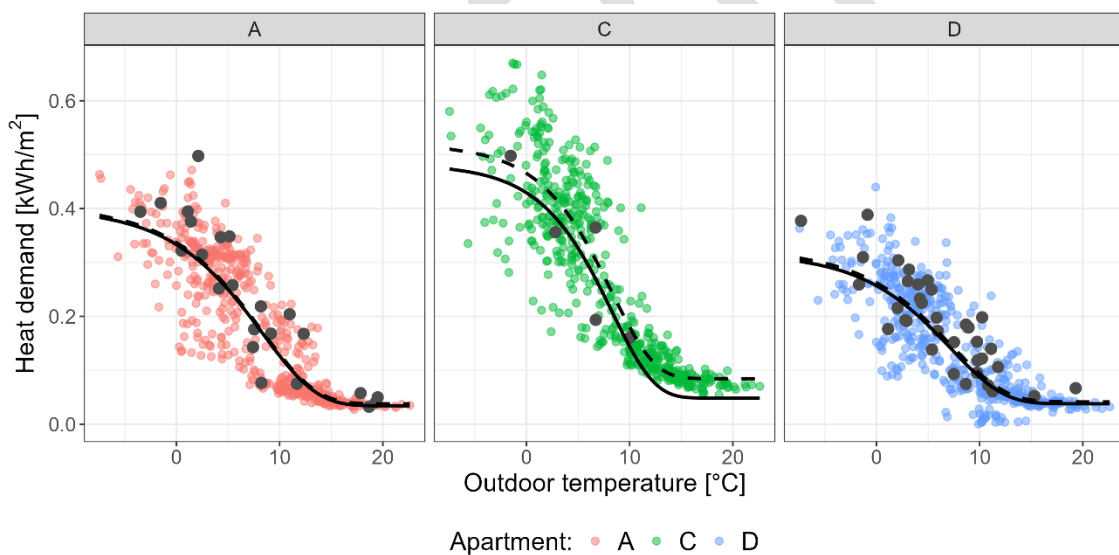 A C D
Heat demand [kWh/m²]
0.6
0.4
0.2
0.0
0 10 20 0 10 20 0 10 20
Outdoor temperature [°C]
Apartment: A C D